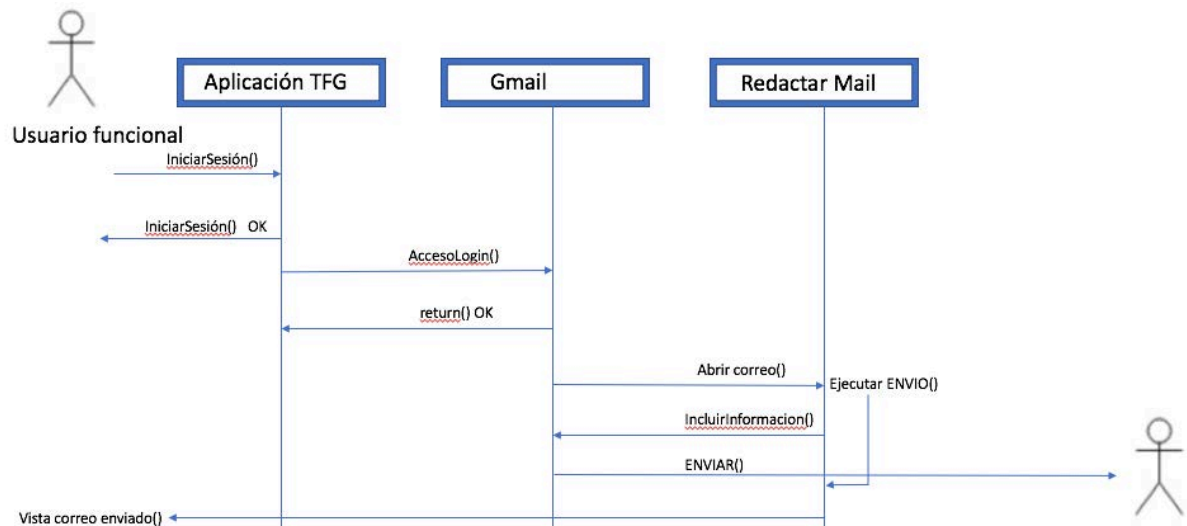 Aplicación TFG
Gmail
Redactar Mail
Usuario funcional
IniciarSesión()
IniciarSesión() OK
AccesoLogin()
return() OK
Abrir correo()
Ejecutar ENVIO()
IncluirInformacion()
ENVIAR()
Vista correo enviado()